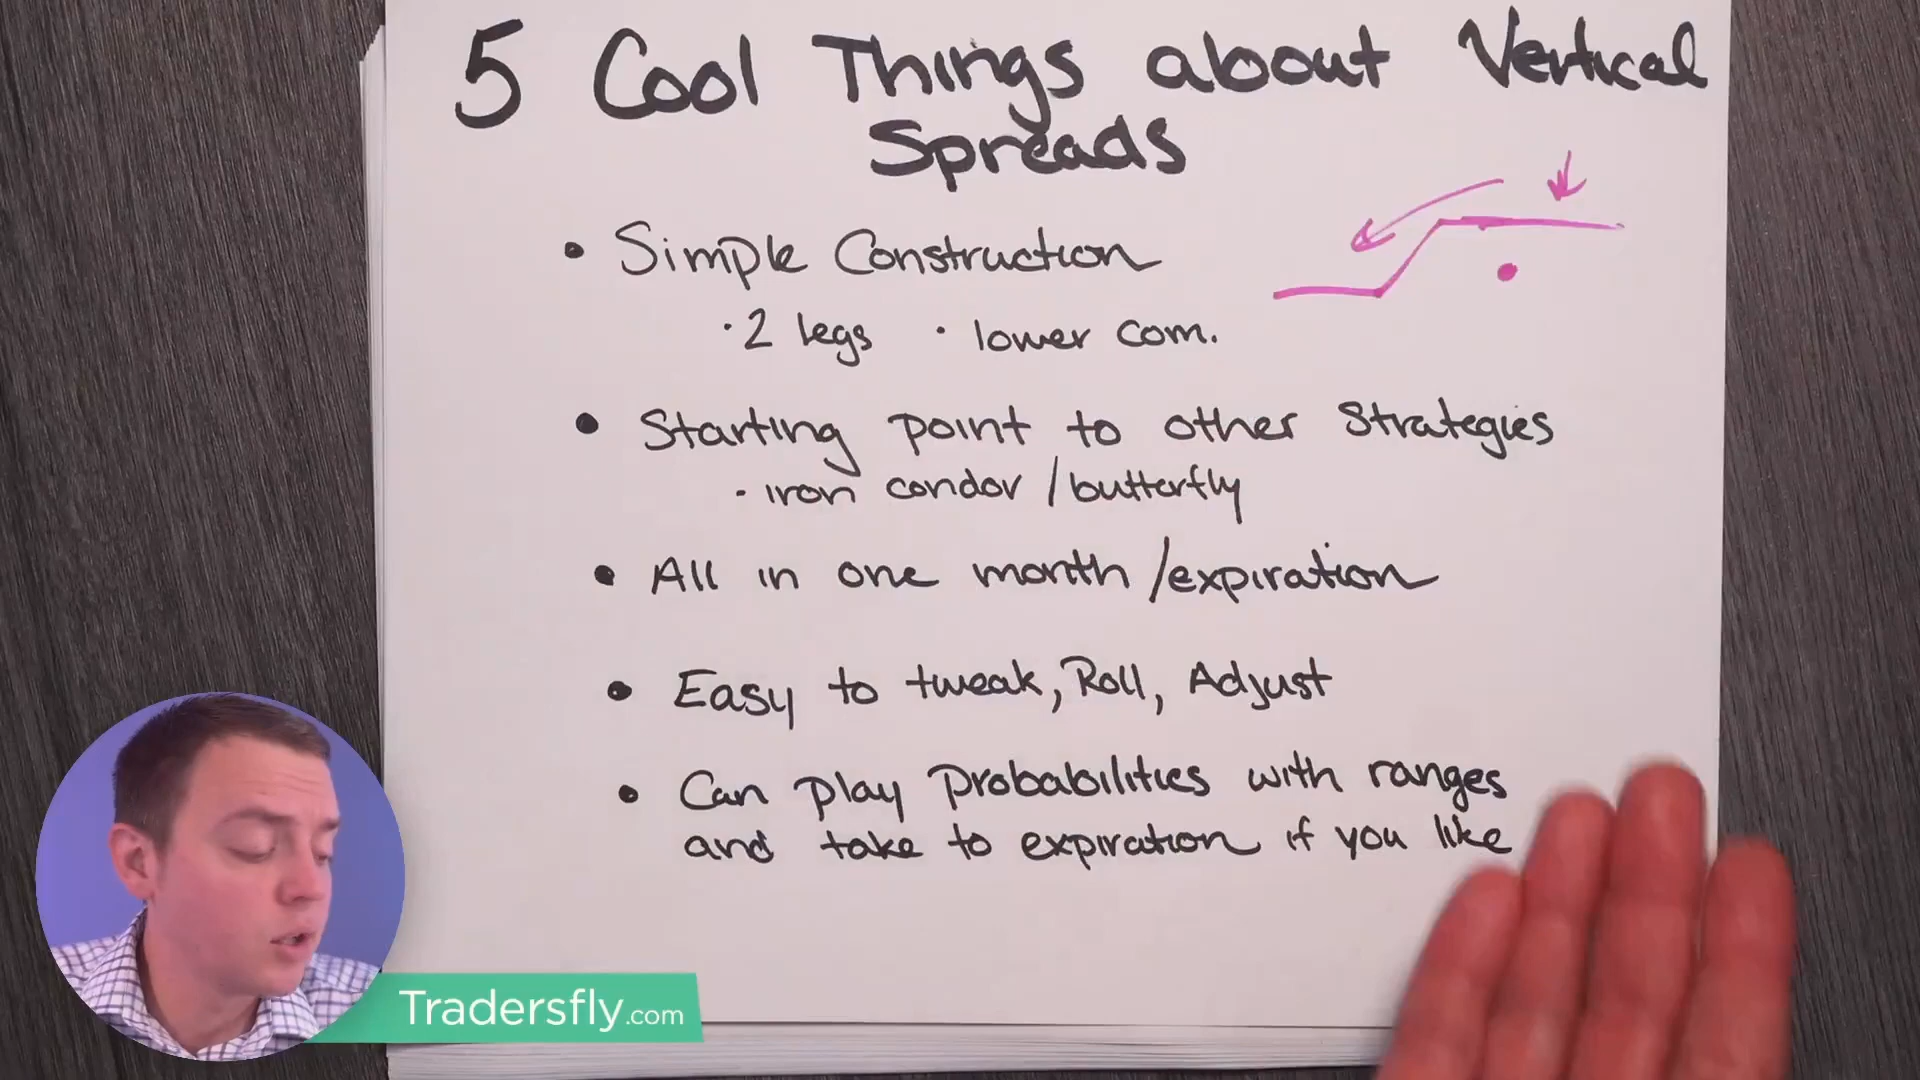 5 Cool Things about Vertical
Spreads
• Simple Construction
· 2 legs · lower com.
• Starting point to other Strategies
· iron condor / butterfly
• All in one month / expiration
• Easy to tweak, Roll, Adjust
• Can play probabilities with ranges
and take to expiration if you like
Tradersfly.com